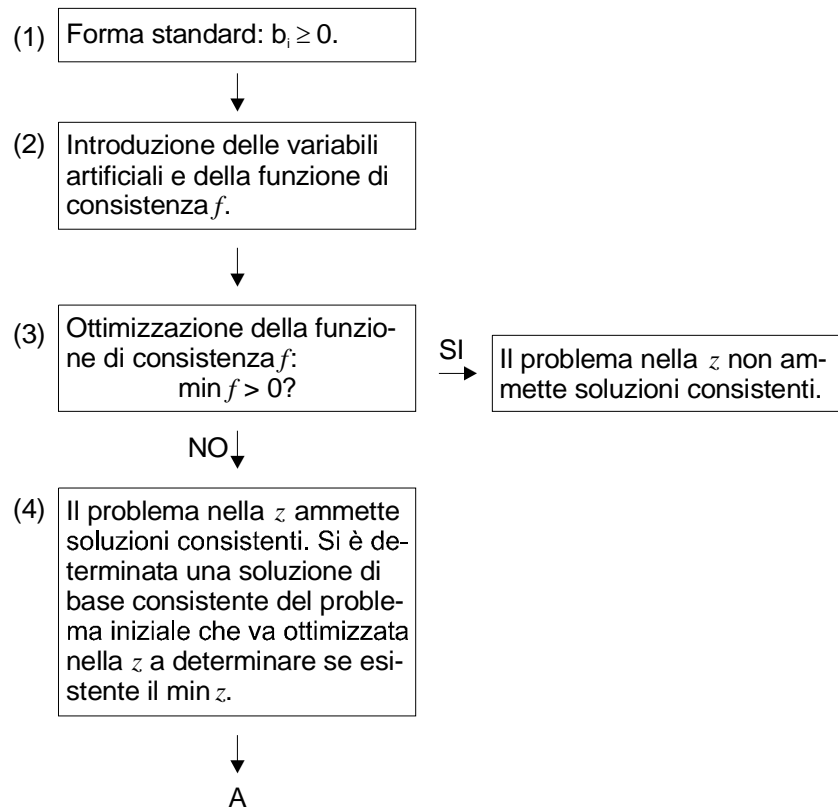 (1) Forma standard: bᵢ ≥ 0.
(2) Introduzione delle variabili
artificiali e della funzione di
consistenza f.
(3) Ottimizzazione della funzio-
ne di consistenza f:
min f > 0?
SI
Il problema nella z non am-
mette soluzioni consistenti.
NO
(4) Il problema nella z ammette
soluzioni consistenti. Si è de-
terminata una soluzione di
base consistente del proble-
ma iniziale che va ottimizzata
nella z a determinare se esi-
stente il min z.
A